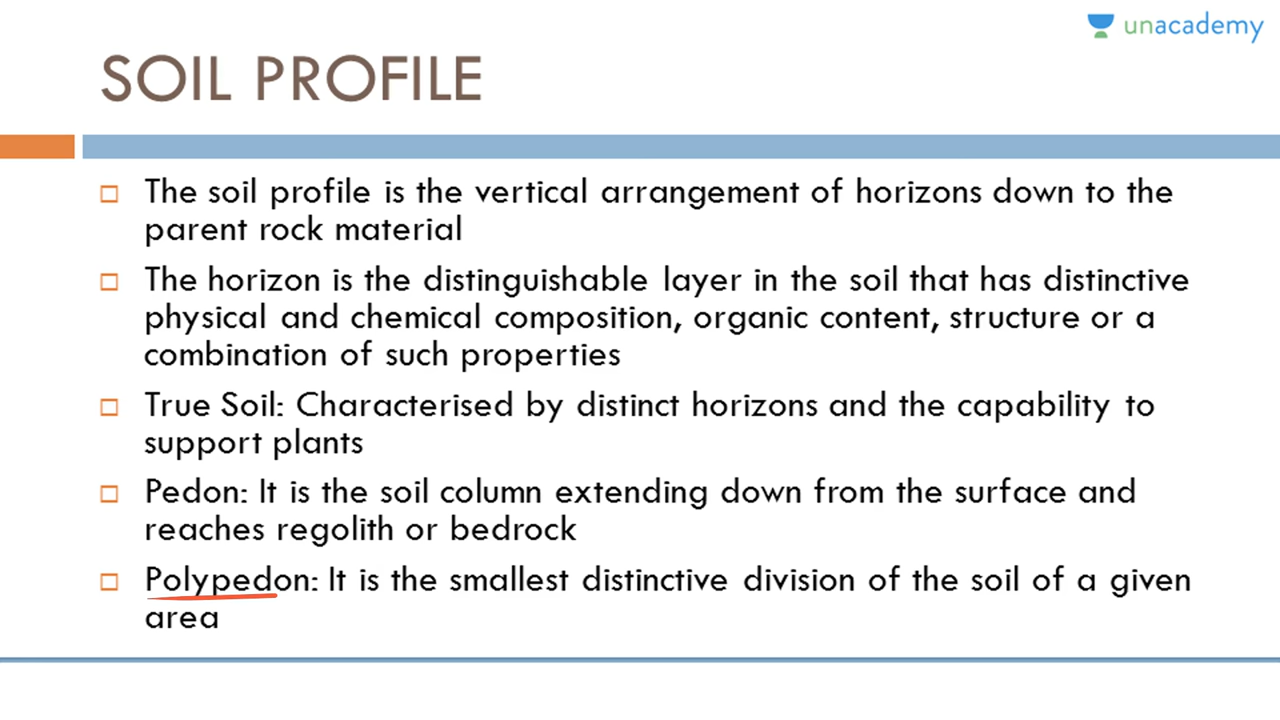 unacademy
SOIL PROFILE
The soil profile is the vertical arrangement of horizons down to the
parent rock material
The horizon is the distinguishable layer in the soil that has distinctive
physical and chemical composition, organic content, structure or a
combination of such properties
True Soil: Characterised by distinct horizons and the capability to
support plants
Pedon: It is the soil column extending down from the surface and
reaches regolith or bedrock
Polypedon: It is the smallest distinctive division of the soil of a given
area